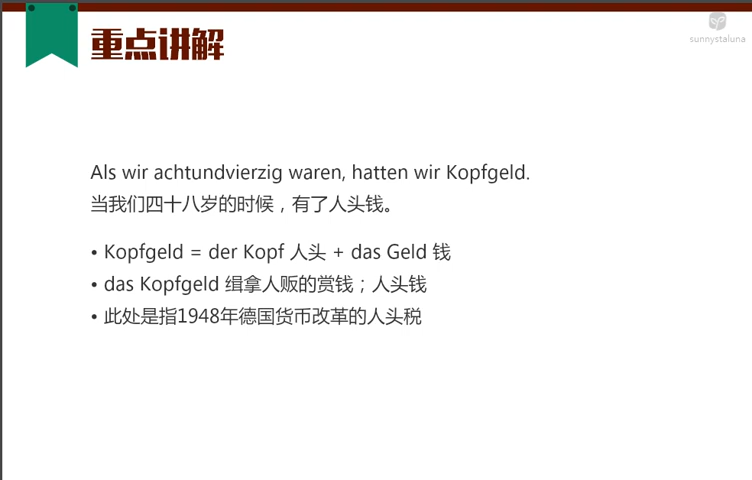 重点讲解
sunnystaluna
Als wir achtundvierzig waren, hatten wir Kopfgeld.
当我们四十八岁的时候，有了人头钱。
• Kopfgeld = der Kopf 人头 + das Geld 钱
• das Kopfgeld 缉拿人贩的赏钱；人头钱
• 此处是指1948年德国货币改革的人头税